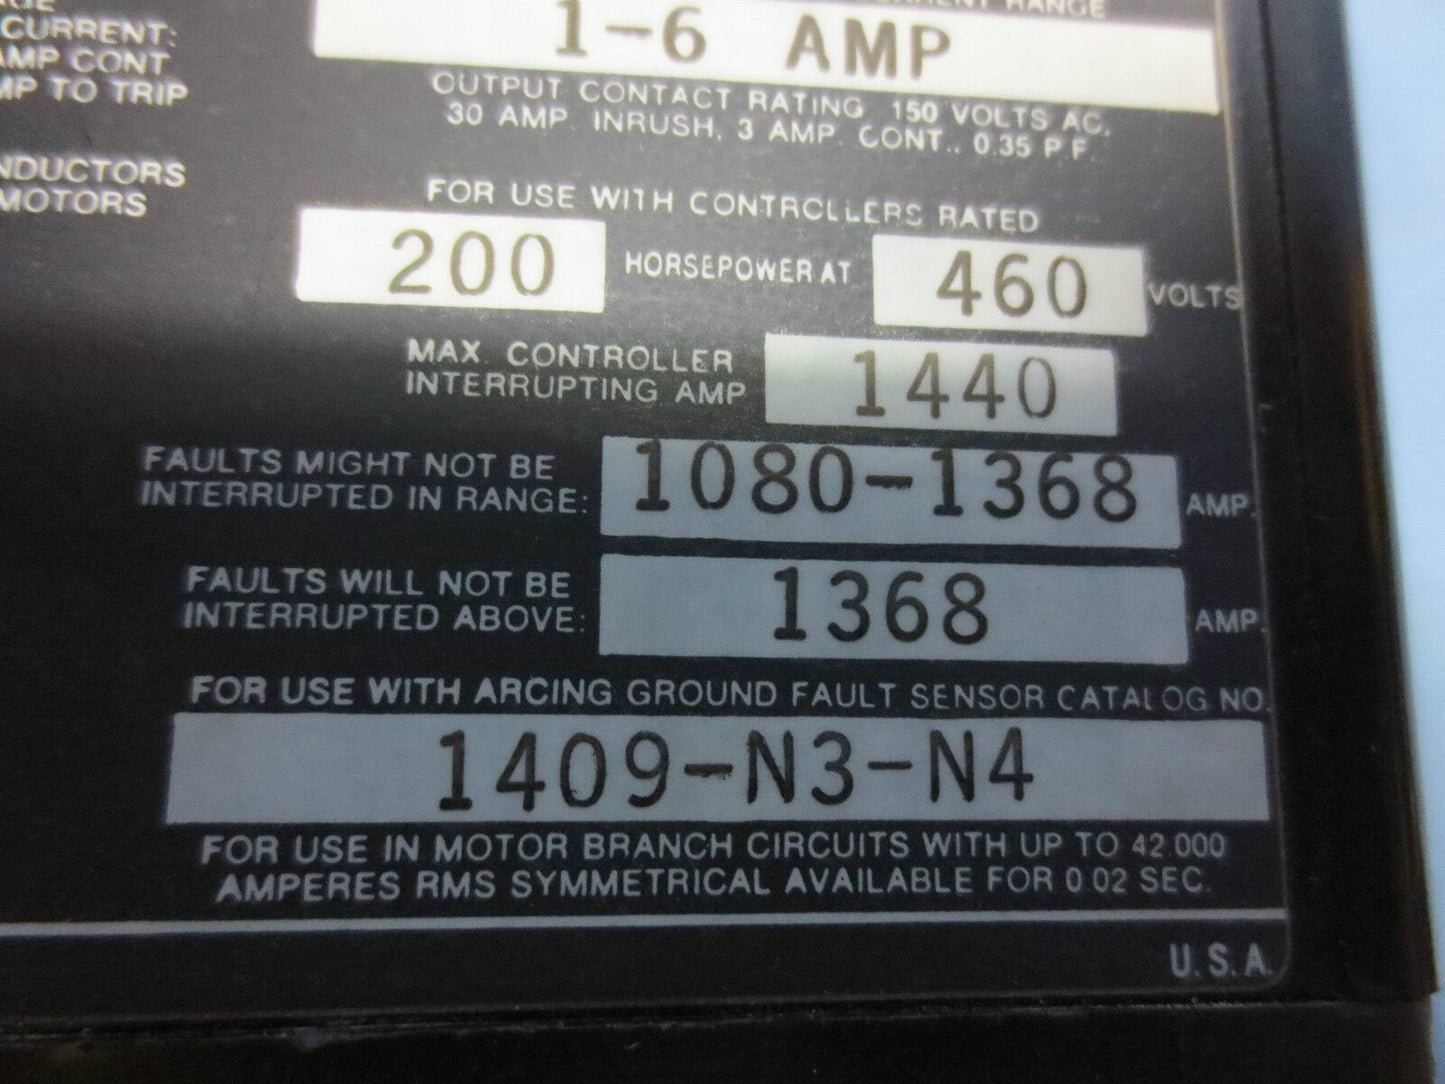 CURRENT:
AMP CONT
TO TRIP
MOTORS
RANGE
1-6 AMP
OUTPUT CONTACT RATING 150 VOLTS AC.
30 AMP. INRUSH, 3 AMP. CONT., 0.35 P.F.
FOR USE WITH CONTROLLERS RATED
200 HORSEPOWER AT 460 VOLTS
MAX. CONTROLLER
INTERRUPTING AMP 1440
FAULTS MIGHT NOT BE
INTERRUPTED IN RANGE: 1080-1368 AMP.
FAULTS WILL NOT BE
INTERRUPTED ABOVE: 1368 AMP.
FOR USE WITH ARCING GROUND FAULT SENSOR CATALOG NO.
1409-N3-N4
FOR USE IN MOTOR BRANCH CIRCUITS WITH UP TO 42.000
AMPERES RMS SYMMETRICAL AVAILABLE FOR 0.02 SEC.
U.S.A.